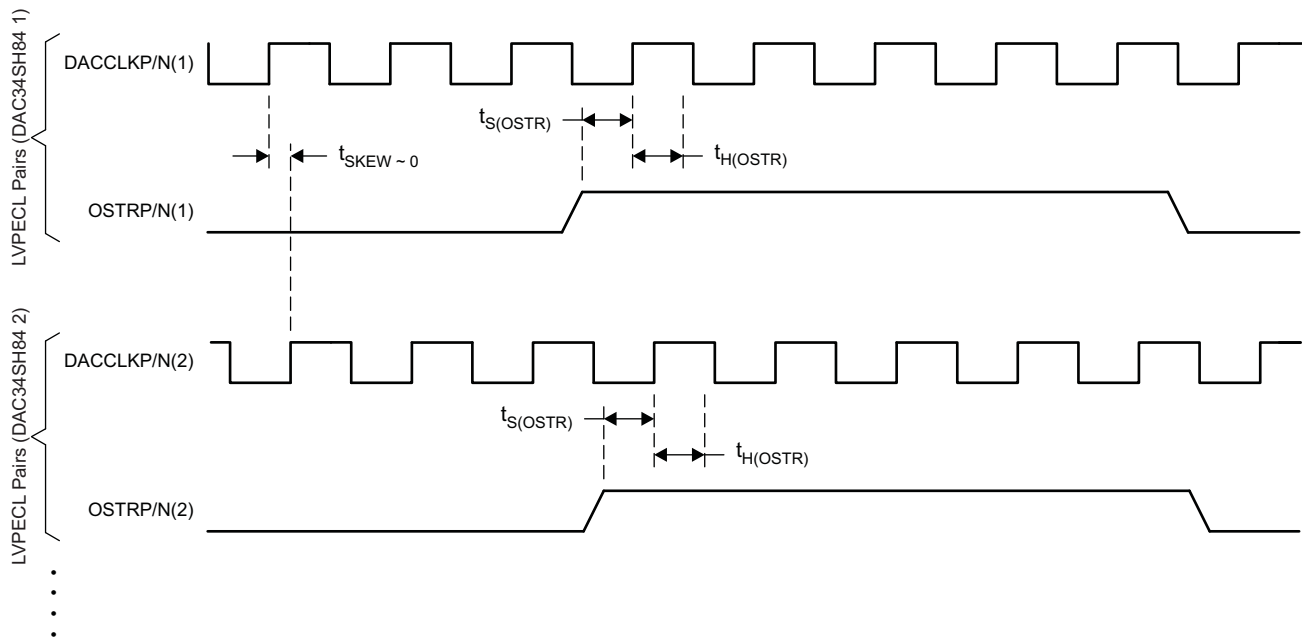 LVPECL Pairs (DAC34SH84 1)
DACCLKP/N(1)
tS(OSTR)
tH(OSTR)
tSKEW ~ 0
OSTRP/N(1)
LVPECL Pairs (DAC34SH84 2)
DACCLKP/N(2)
tS(OSTR)
tH(OSTR)
OSTRP/N(2)